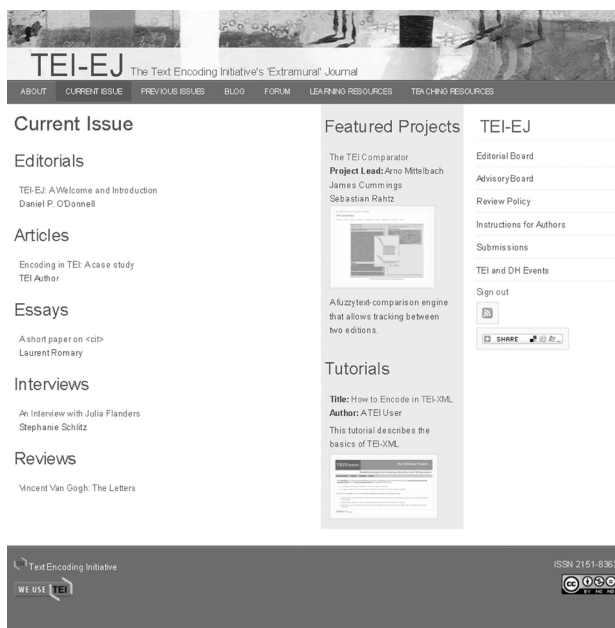 TEI-EJ The Text Encoding Initiative's 'Extramural' Journal
ABOUT CURRENT ISSUE PREVIOUS ISSUES BLOG FORUM LEARNING RESOURCES TEACHING RESOURCES
Current Issue
Editorials
TEI-EJ: A Welcome and Introduction
Daniel P. O'Donnell
Articles
Encoding in TEI: A case study
TEI Author
Essays
A short paper on <cit>
Laurent Romary
Interviews
An Interview with Julia Flanders
Stephanie Schlitz
Reviews
Vincent Van Gogh: The Letters
Featured Projects
The TEI Comparator
Project Lead: Arno Mittelbach
James Cummings
Sebastian Rahtz
A fuzzy text-comparison engine
that allows tracking between
two editions.
Tutorials
Title: How to Encode in TEI-XML
Author: A TEI User
This tutorial describes the
basics of TEI-XML
TEI-EJ
Editorial Board
Advisory Board
Review Policy
Instructions for Authors
Submissions
TEI and DH Events
Sign out
SHARE
Text Encoding Initiative
WE USE TEI
ISSN 2151-836
cc
BY NC ND